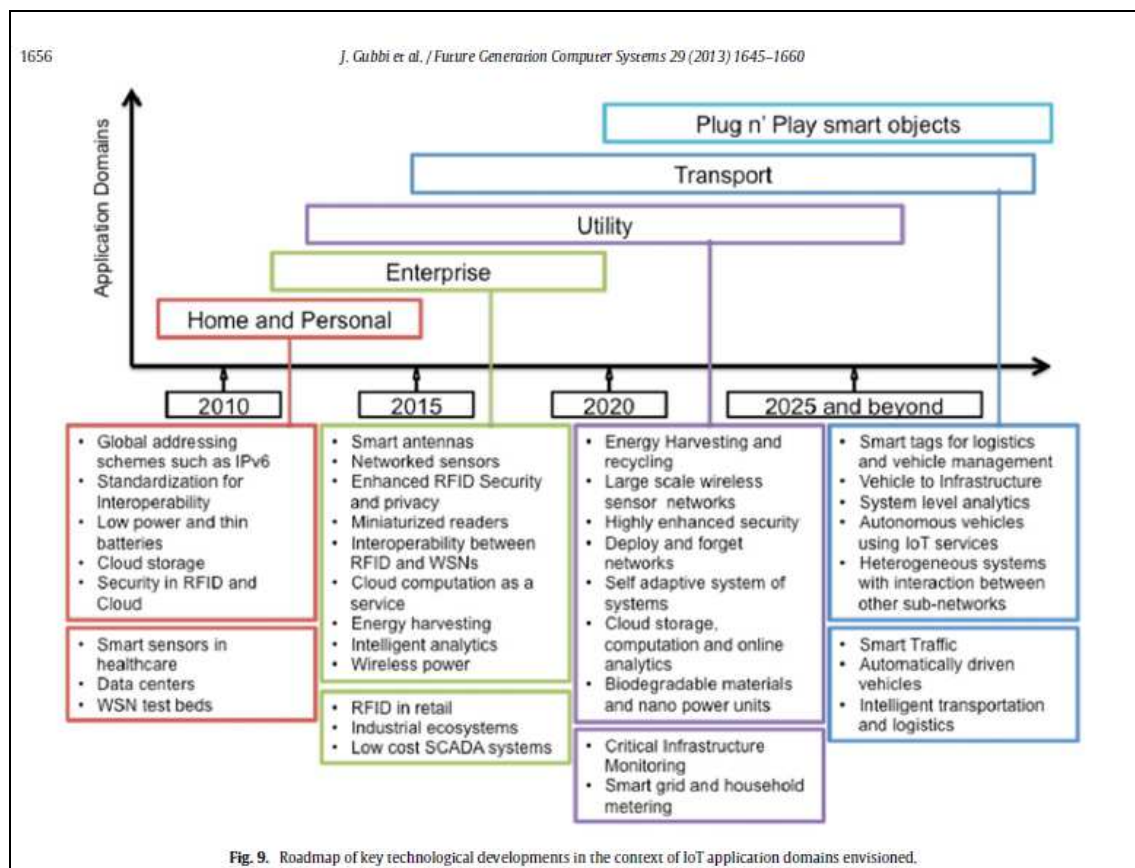 1656
J. Gubbi et al. / Future Generation Computer Systems 29 (2013) 1645–1660
Application Domains
Plug n' Play smart objects
Transport
Utility
Enterprise
Home and Personal
2010
2015
2020
2025 and beyond
• Global addressing
schemes such as IPv6
• Standardization for
Interoperability
• Low power and thin
batteries
• Cloud storage
• Security in RFID and
Cloud
• Smart sensors in
healthcare
• Data centers
• WSN test beds
• Smart antennas
• Networked sensors
• Enhanced RFID Security
and privacy
• Miniaturized readers
• Interoperability between
RFID and WSNs
• Cloud computation as a
service
• Energy harvesting
• Intelligent analytics
• Wireless power
• RFID in retail
• Industrial ecosystems
• Low cost SCADA systems
• Energy Harvesting and
recycling
• Large scale wireless
sensor networks
• Highly enhanced security
• Deploy and forget
networks
• Self adaptive system of
systems
• Cloud storage,
computation and online
analytics
• Biodegradable materials
and nano power units
• Critical Infrastructure
Monitoring
• Smart grid and household
metering
• Smart tags for logistics
and vehicle management
• Vehicle to Infrastructure
• System level analytics
• Autonomous vehicles
using IoT services
• Heterogeneous systems
with interaction between
other sub-networks
• Smart Traffic
• Automatically driven
vehicles
• Intelligent transportation
and logistics
Fig. 9. Roadmap of key technological developments in the context of IoT application domains envisioned.